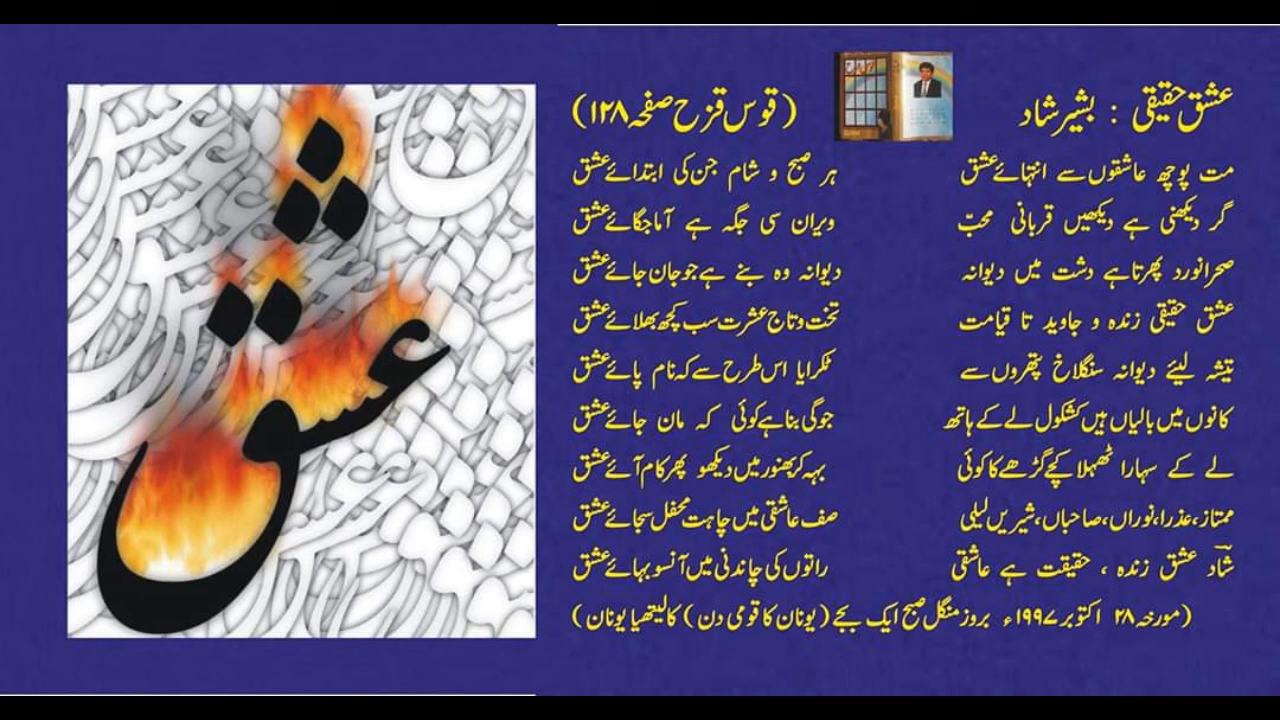 عشق
عشق حقیقی : بشیر شاد (قوس قزح صفحہ ۱۲۸)
مت پوچھ عاشقوں سے انتہائے عشق ہر صبح و شام جن کی ابتدائے عشق
گر دیکھنی ہے دیکھیں قربانی محبّ ویران سی جگہ ہے آماجگائے عشق
صحرانورد پھرتا ہے دشت میں دیوانہ دیوانہ وہ بنے ہے جو جان جائے عشق
عشق حقیقی زندہ و جاوید تا قیامت تخت و تاج عشرت سب کچھ بھلائے عشق
تیشہ لیئے دیوانہ سنگلاخ پتھروں سے ٹکرایا اس طرح سے کہ نام پائے عشق
کانوں میں بالیاں ہیں کشکول لے کے ہاتھ جوگی بنا ہے کوئی کہ مان جائے عشق
لے کے سہارا ٹھہلا کچے گڑھے کا کوئی بہہ کر بھنور میں دیکھو پھر کام آئے عشق
ممتاز، عذرا، نوراں، صاحباں، شیریں لیلی صف عاشقی میں چاہت محفل سجائے عشق
شاد عشق زندہ ، حقیقت ہے عاشقی راتوں کی چاندنی میں آنسو بہائے عشق
(مورخہ ۲۸ اکتوبر ۱۹۹۷ء بروز منگل صبح ایک بجے (یونان کا قومی دن) کالیتھیا یونان)